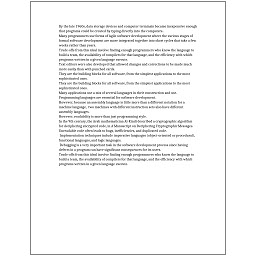 By the late 1960s, data storage devices and computer terminals became inexpensive enough
that programs could be created by typing directly into the computers.
Many programmers use forms of Agile software development where the various stages of
formal software development are more integrated together into short cycles that take a few
weeks rather than years.
Trade-offs from this ideal involve finding enough programmers who know the language to
build a team, the availability of compilers for that language, and the efficiency with which
programs written in a given language execute.
Text editors were also developed that allowed changes and corrections to be made much
more easily than with punched cards.
They are the building blocks for all software, from the simplest applications to the most
sophisticated ones.
They are the building blocks for all software, from the simplest applications to the most
sophisticated ones.
Many applications use a mix of several languages in their construction and use.
Programming languages are essential for software development.
However, because an assembly language is little more than a different notation for a
machine language, two machines with different instruction sets also have different
assembly languages.
However, readability is more than just programming style.
In the 9th century, the Arab mathematician Al-Kindi described a cryptographic algorithm
for deciphering encrypted code, in A Manuscript on Deciphering Cryptographic Messages.
Unreadable code often leads to bugs, inefficiencies, and duplicated code.
Implementation techniques include imperative languages (object-oriented or procedural),
functional languages, and logic languages.
Debugging is a very important task in the software development process since having
defects in a program can have significant consequences for its users.
Trade-offs from this ideal involve finding enough programmers who know the language to
build a team, the availability of compilers for that language, and the efficiency with which
programs written in a given language execute.